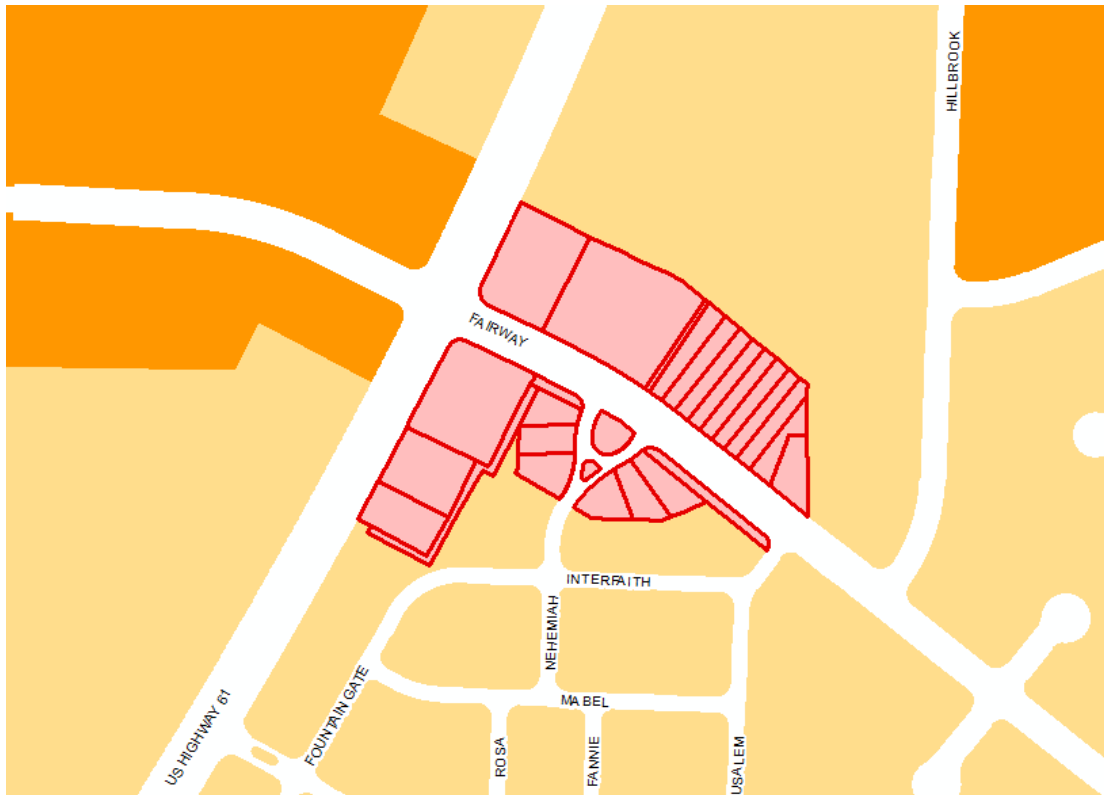 HILLBROOK
FAIRWAY
INTERFAITH
NEHEMIAH
FOUNTAIN GATE
MABEL
US HIGHWAY 61
ROSA
FANNIE
USALEM